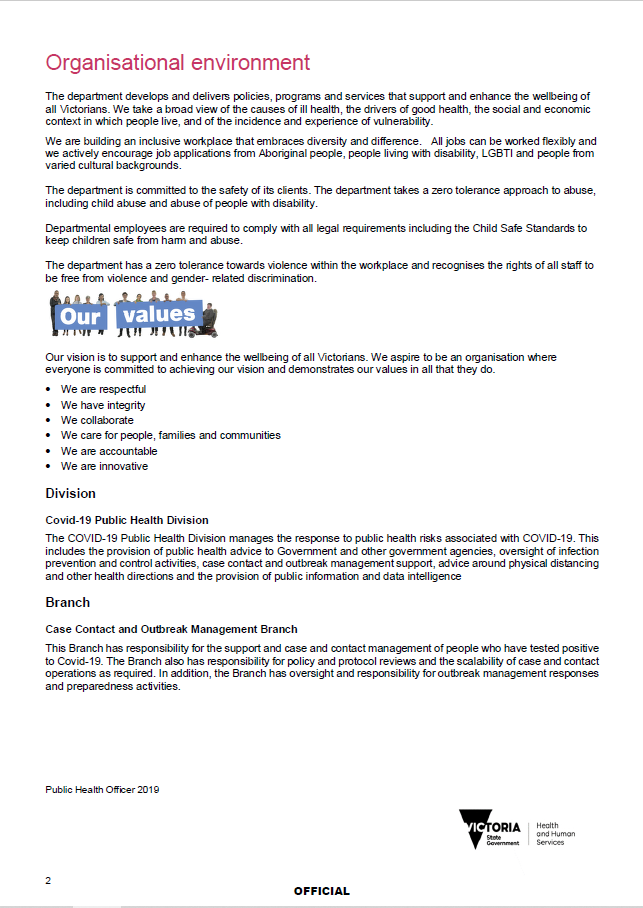 Organisational environment
The department develops and delivers policies, programs and services that support and enhance the wellbeing of
all Victorians. We take a broad view of the causes of ill health, the drivers of good health, the social and economic
context in which people live, and of the incidence and experience of vulnerability.
We are building an inclusive workplace that embraces diversity and difference.   All jobs can be worked flexibly and
we actively encourage job applications from Aboriginal people, people living with disability, LGBTI and people from
varied cultural backgrounds.
The department is committed to the safety of its clients. The department takes a zero tolerance approach to abuse,
including child abuse and abuse of people with disability.
Departmental employees are required to comply with all legal requirements including the Child Safe Standards to
keep children safe from harm and abuse.
The department has a zero tolerance towards violence within the workplace and recognises the rights of all staff to
be free from violence and gender- related discrimination.
Our values
Our vision is to support and enhance the wellbeing of all Victorians. We aspire to be an organisation where
everyone is committed to achieving our vision and demonstrates our values in all that they do.
• We are respectful
• We have integrity
• We collaborate
• We care for people, families and communities
• We are accountable
• We are innovative
Division
Covid-19 Public Health Division
The COVID-19 Public Health Division manages the response to public health risks associated with COVID-19. This
includes the provision of public health advice to Government and other government agencies, oversight of infection
prevention and control activities, case contact and outbreak management support, advice around physical distancing
and other health directions and the provision of public information and data intelligence
Branch
Case Contact and Outbreak Management Branch
This Branch has responsibility for the support and case and contact management of people who have tested positive
to Covid-19. The Branch also has responsibility for policy and protocol reviews and the scalability of case and contact
operations as required. In addition, the Branch has oversight and responsibility for outbreak management responses
and preparedness activities.
Public Health Officer 2019
VICTORIA
State
Government
Health
and Human
Services
2
OFFICIAL